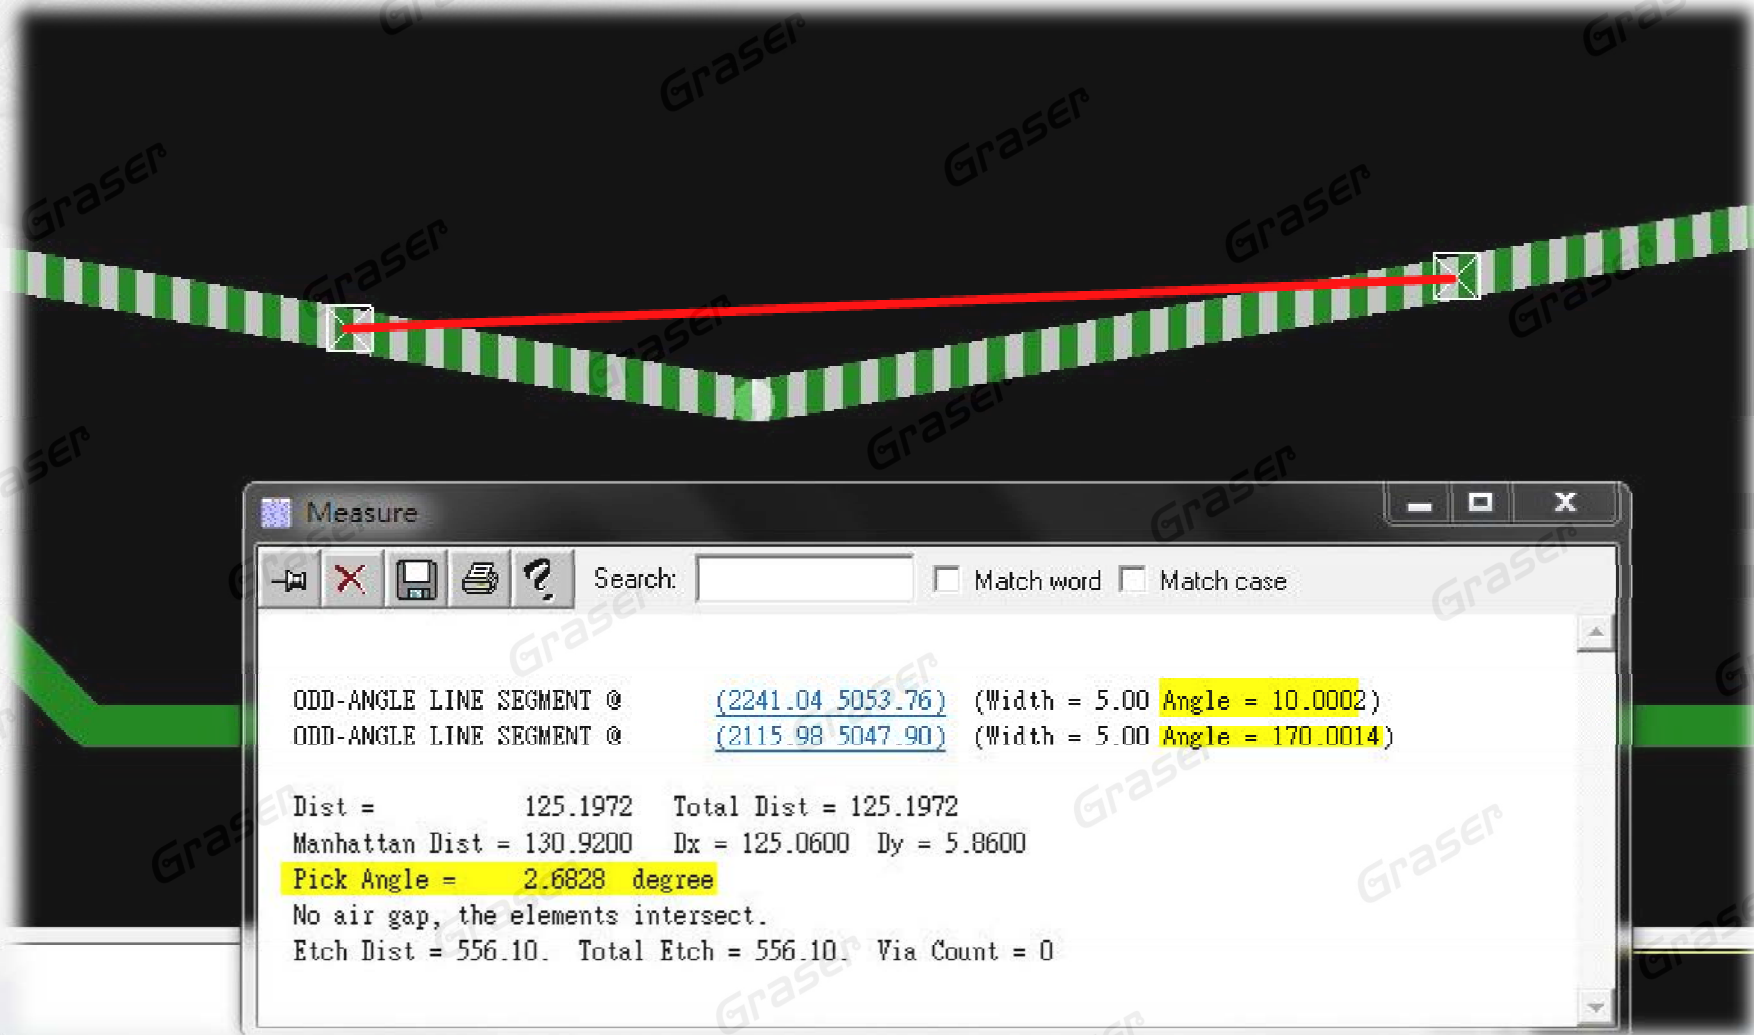 Measure
Search: Match word Match case
ODD-ANGLE LINE SEGMENT @ (2241.04 5053.76) (Width = 5.00 Angle = 10.0002)
ODD-ANGLE LINE SEGMENT @ (2115.98 5047.90) (Width = 5.00 Angle = 170.0014)
Dist = 125.1972 Total Dist = 125.1972
Manhattan Dist = 130.9200 Dx = 125.0600 Dy = 5.8600
Pick Angle = 2.6828 degree
No air gap, the elements intersect.
Etch Dist = 556.10. Total Etch = 556.10. Via Count = 0
Graser